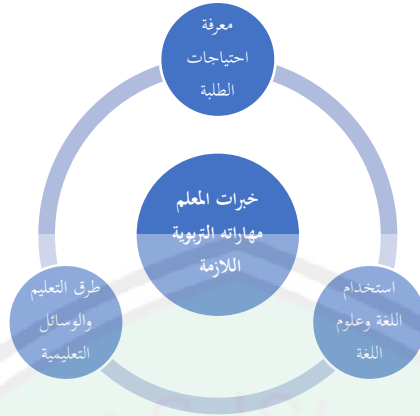 معرفة
احتياجات
الطلبة
خبرات المعلم
مهاراته التربوية
اللازمة
استخدام
اللغة وعلوم
اللغة
طرق التعليم
والوسائل
التعليمية